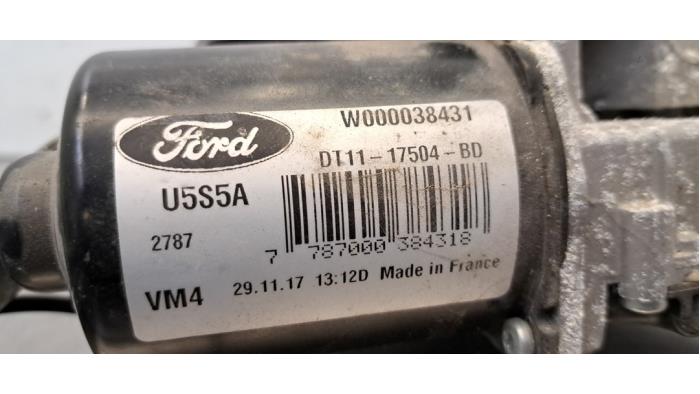 Ford
W000038431
DT11-17504-BD
U5S5A
2787
7 787000 384318
VM4 29.11.17 13:12D Made in France